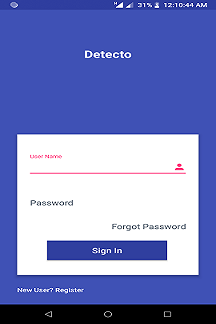 31% 12:10:44 AM
Detecto
User Name
Password
Forgot Password
Sign In
New User? Register